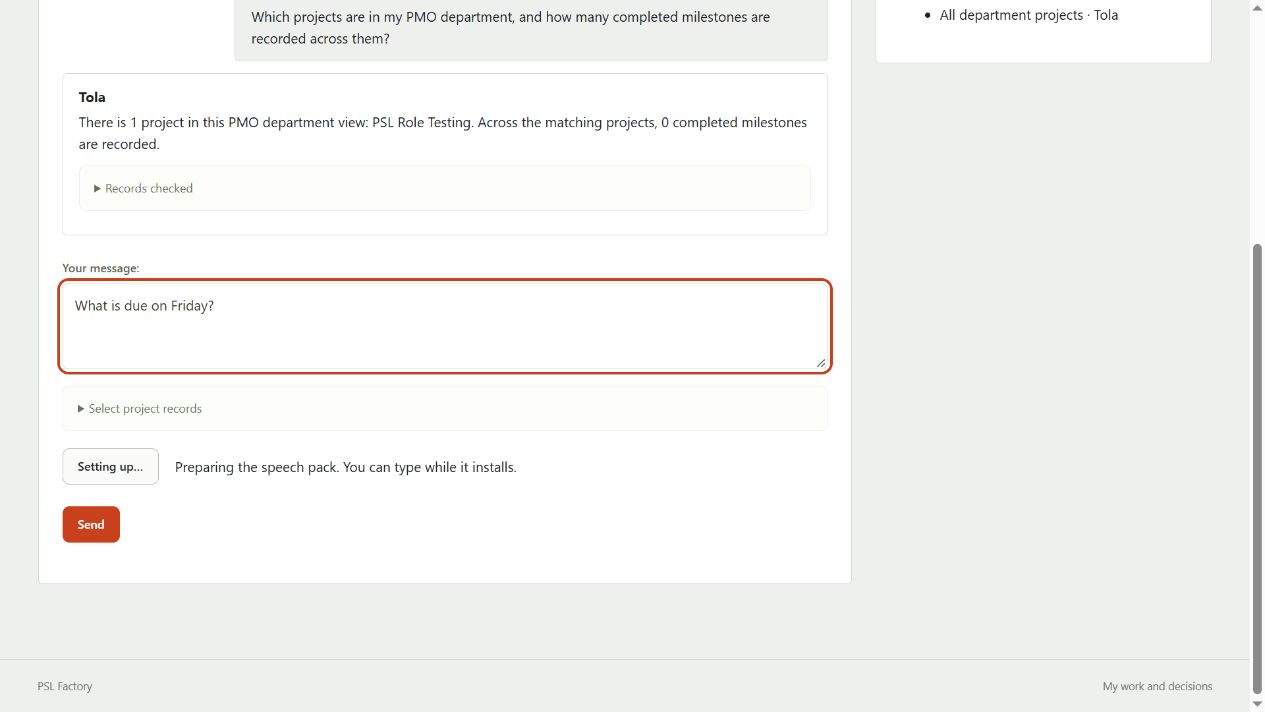 Which projects are in my PMO department, and how many completed milestones are
recorded across them?
All department projects · Tola
Tola
There is 1 project in this PMO department view: PSL Role Testing. Across the matching projects, 0 completed milestones
are recorded.
Records checked
Your message:
What is due on Friday?
Select project records
Setting up...
Preparing the speech pack. You can type while it installs.
Send
PSL Factory
My work and decisions